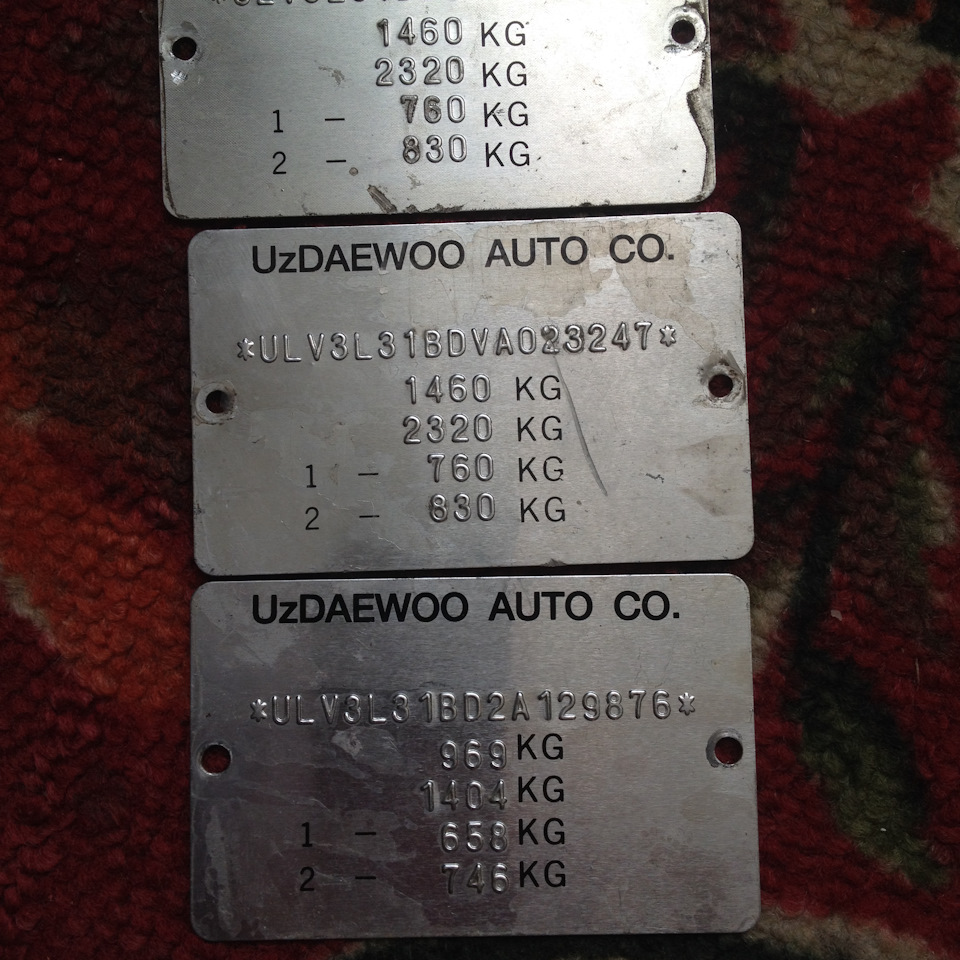 1460 KG
2320 KG
1 – 760 KG
2 – 830 KG
UzDAEWOO AUTO CO.
*ULV3L31BDVA023247*
1460 KG
2320 KG
1 – 760 KG
2 – 830 KG
UzDAEWOO AUTO CO.
*ULV3L31BD2A129876*
969 KG
1404 KG
1 – 658 KG
2 – 746 KG